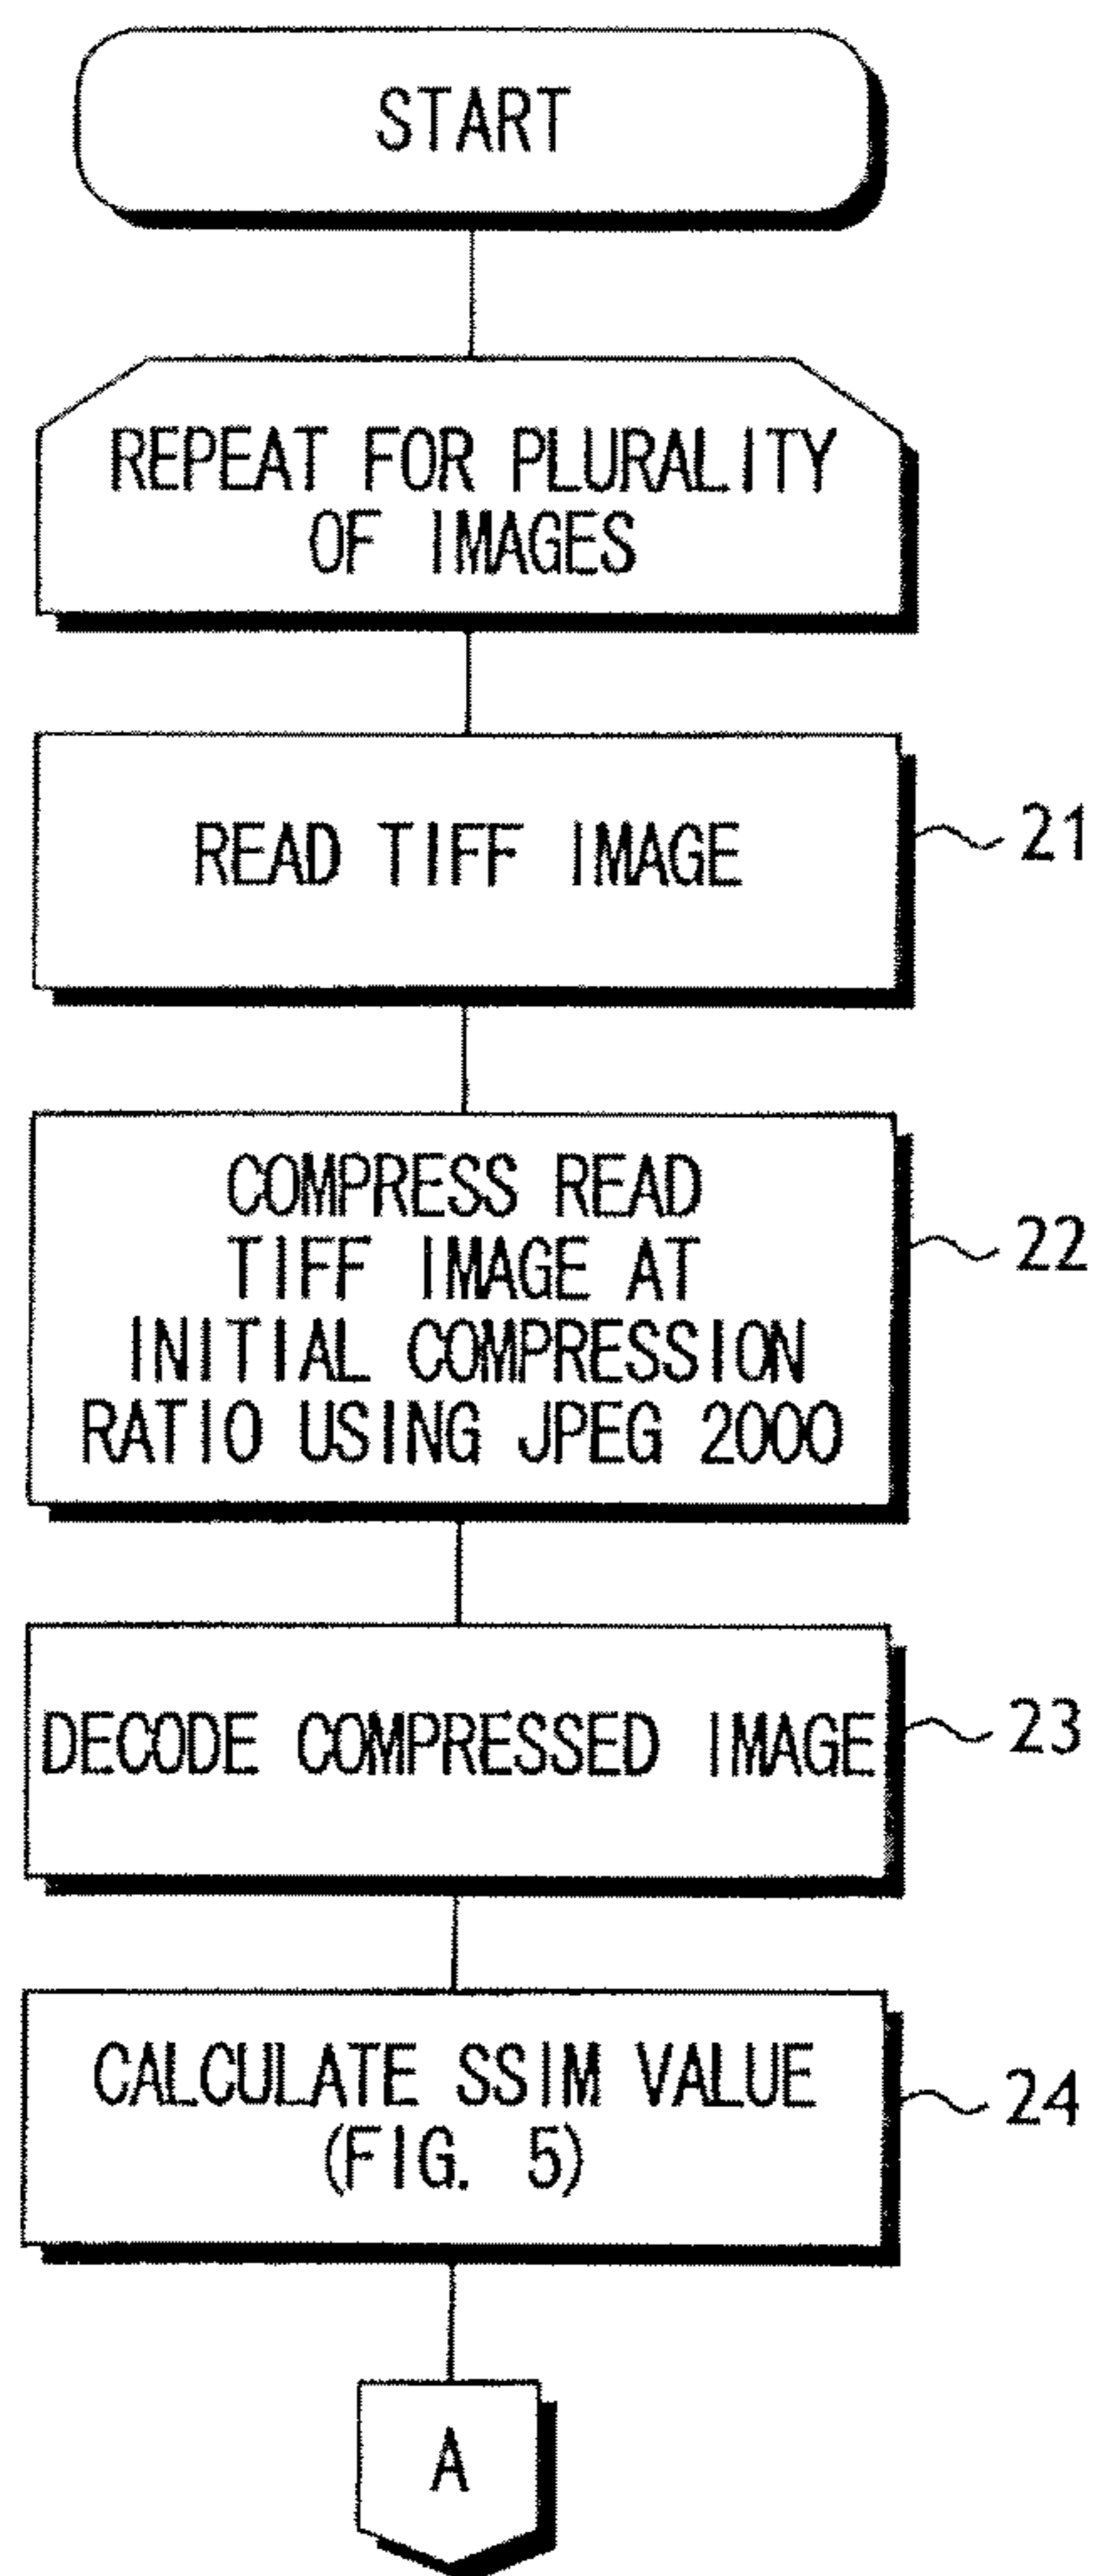 START
REPEAT FOR PLURALITY
OF IMAGES
READ TIFF IMAGE
21
COMPRESS READ
TIFF IMAGE AT
INITIAL COMPRESSION
RATIO USING JPEG 2000
22
DECODE COMPRESSED IMAGE
23
CALCULATE SSIM VALUE
(FIG. 5)
24
A